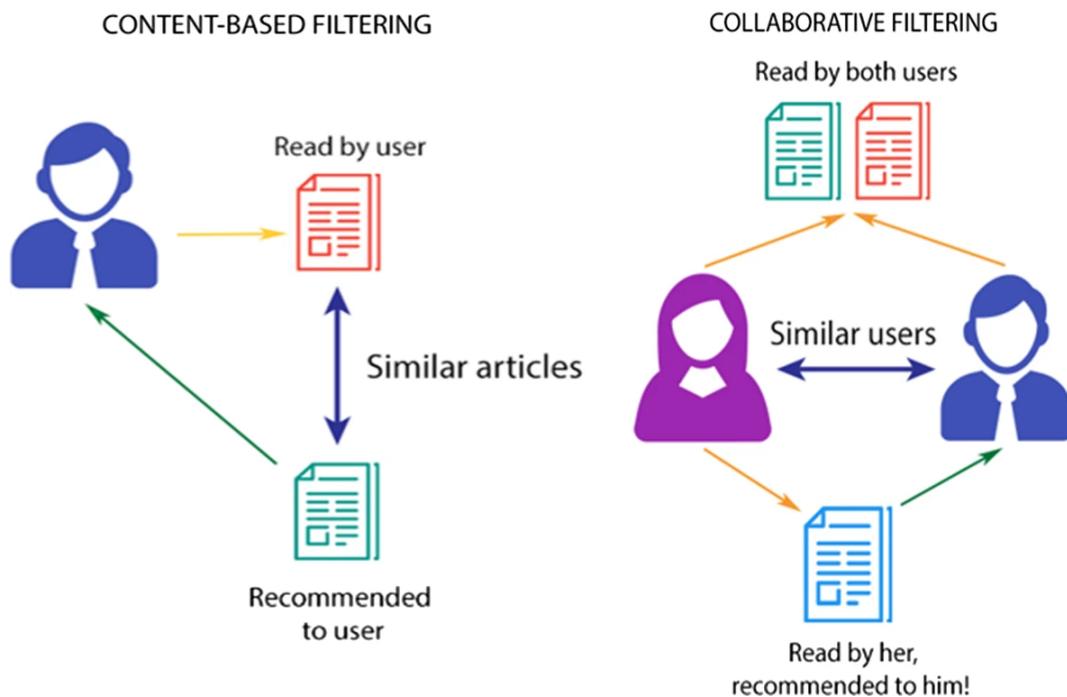 CONTENT-BASED FILTERING
Read by user
Similar articles
Recommended
to user
COLLABORATIVE FILTERING
Read by both users
Similar users
Read by her,
recommended to him!